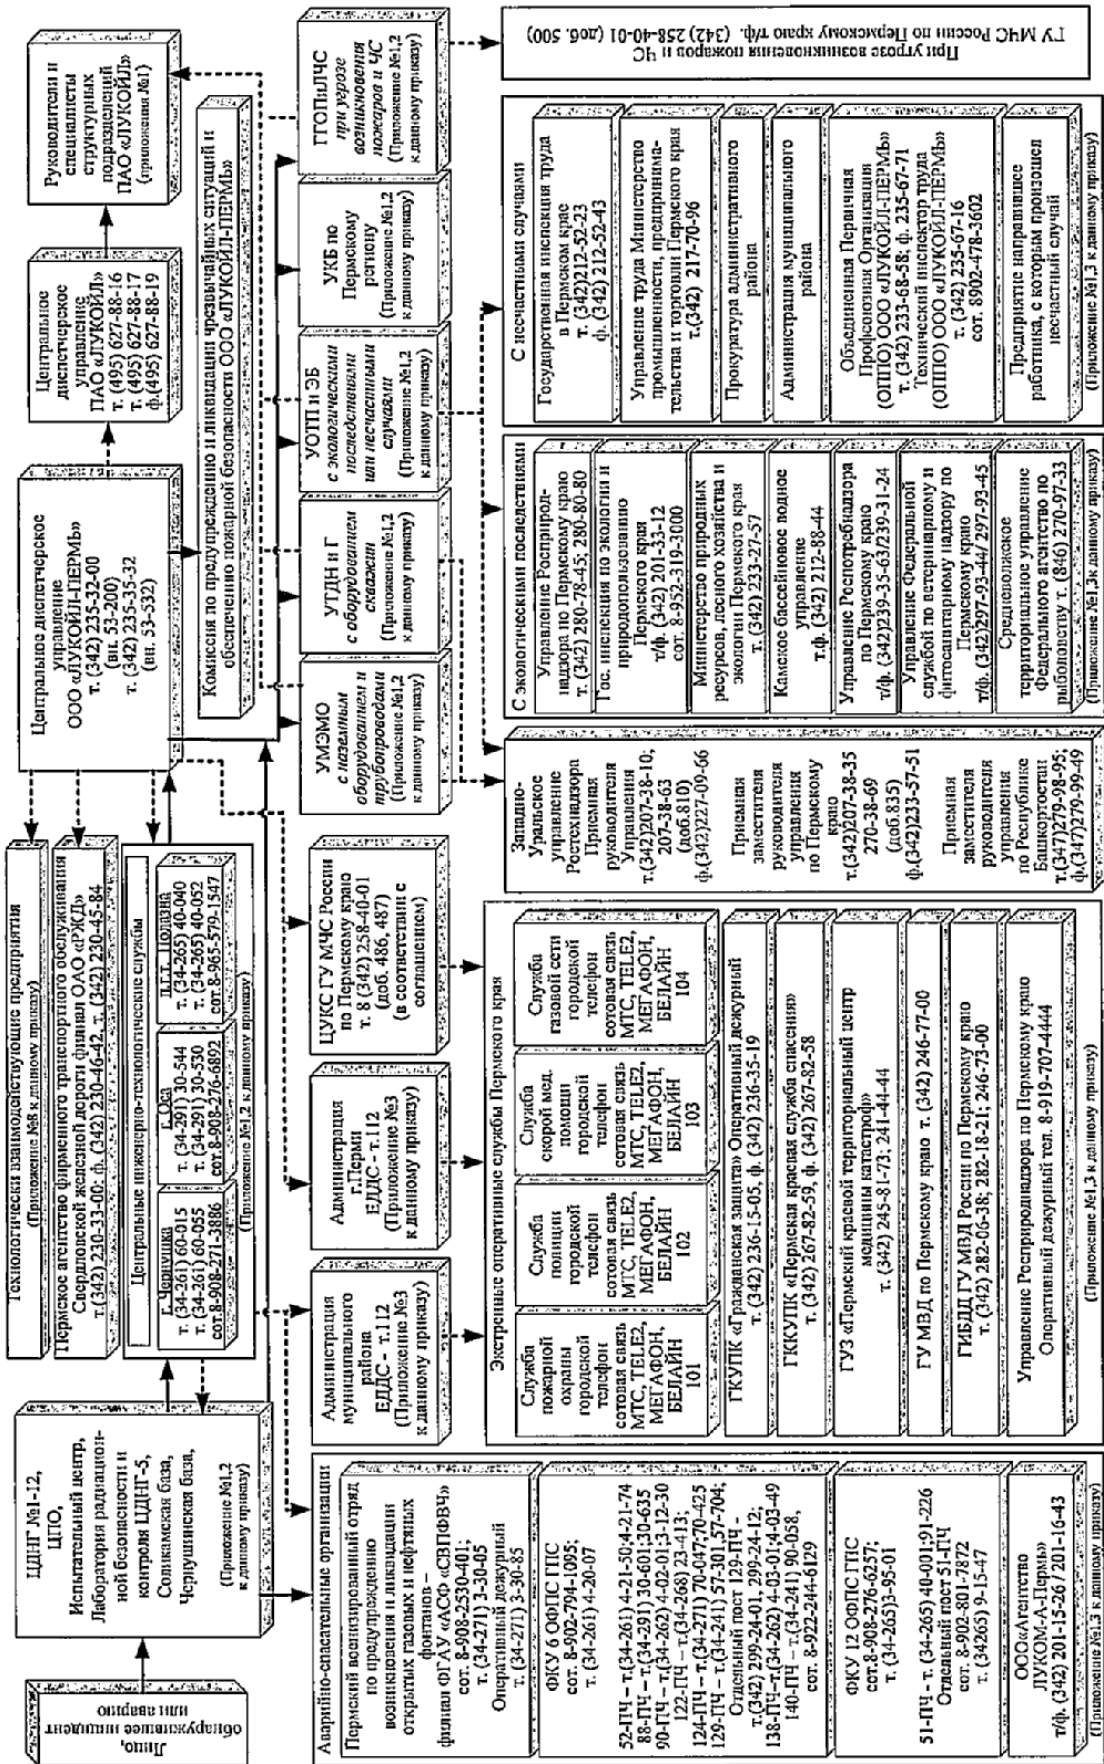 Лицо,
обнаружившее инцидент
или аварию
ЦДНГ №1-12,
ЦПО,
Испытательный центр,
Лаборатория радиацион-
ной безопасности и
контроля ЦДНГ-5,
Соликамская база,
Чернушинская база,
(Приложение №1,2
к данному приказу)
Технологически взаимодействующие предприятия
(Приложение №8 к данному приказу)
Пермское агентство фирменного транспортного обслуживания
Свердловской железной дороги филиал ОАО «РЖД»
т.(342) 230-33-00; ф. (342) 230-46-42, т. (342) 230-45-84
Центральные инженерно-технологические службы
г.Чернушка
т. (34-261) 60-015
т. (34-261) 60-055
сот.8-908-271-3886
г. Оса
т. (34-291) 30-544
т. (34-291) 30-530
сот.8-908-276-6892
п.г.т. Полазна
т. (34-265) 40-040
т. (34-265) 40-052
сот.8-965-579-1547
(Приложение №1,2 к данному приказу)
Центральное диспетчерское
управление
ООО «ЛУКОЙЛ-ПЕРМЬ»
т. (342) 235-32-00
(вн. 53-200)
т. (342) 235-35-32
(вн. 53-532)
Центральное
диспетчерское
управление
ПАО «ЛУКОЙЛ»
т. (495) 627-88-16
т. (495) 627-88-17
ф.(495) 627-88-19
Руководители и
специалисты
структурных
подразделений
ПАО «ЛУКОЙЛ»
(приложения №1)
Комиссия по предупреждению и ликвидации чрезвычайных ситуаций и
обеспечению пожарной безопасности ООО «ЛУКОЙЛ-ПЕРМЬ»
Администрация
муниципального
района
ЕДДС - т.112
(Приложение №3
к данному приказу)
Администрация
г.Перми
ЕДДС- т.112
(Приложение №3
к данному приказу)
ЦУКС ГУ МЧС России
по Пермскому краю
т. 8 (342) 258-40-01
(доб. 486, 487)
(в соответствии с
соглашением)
УМЭМО
с наземным
оборудованием и
трубопроводами
(Приложение №1,2
к данному приказу)
УТДН и Г
с оборудованием
скважин
(Приложение №1,2
к данному приказу)
УОТП и ЭБ
с экологическими
последствиями
или несчастными
случаями
(Приложение №1,2
к данному приказу)
УКБ по
Пермскому
региону
(Приложение №1,2
к данному приказу)
ГГОПиЛЧС
при угрозе
возникновения
пожаров и ЧС
(Приложение №1,2
к данному приказу)
Аварийно-спасательные организации
Пермский военизированный отряд
по предупреждению
возникновения и ликвидации
открытых газовых и нефтяных
фонтанов –
филиал ФГАУ «АСФ «СВПФВЧ»
сот. 8-908-2530-401;
т. (34-271) 3-30-05
Оперативный дежурный
т. (34-271) 3-30-85
ФКУ 6 ОФПС ГПС
сот. 8-902-794-1095;
т. (34-261) 4-20-07
52-ПЧ – т.(34-261) 4-21-50;4-21-74
88-ПЧ – т.(34-291) 30-601;30-635
90-ПЧ – т.(34-262) 4-02-01;3-12-30
122-ПЧ – т.(34-268) 23-413;
124-ПЧ – т.(34-271) 70-047;70-425
129-ПЧ – т.(34-241) 57-301,57-704;
Отдельный пост 129-ПЧ –
т.(342) 299-24-01, 299-24-12;
138-ПЧ–т.(34-262) 4-03-01;4-03-49
140-ПЧ – т.(34-241) 90-058,
сот. 8-922-244-6129
ФКУ 12 ОФПС ГПС
сот.8-908-276-6257;
т. (34-265)3-95-01
51-ПЧ – т. (34-265) 40-001;91-226
Отдельный пост 51-ПЧ
сот. 8-902-801-7872
т. (34265) 9-15-47
ООО«Агентство
ЛУКОМ-А-Пермь»
т/ф. (342) 201-15-26/ 201-16-43
(Приложение №1,3 к данному приказу)
Экстренные оперативные службы Пермского края
Служба
пожарной
охраны
городской
телефон
сотовая связь
МТС, TELE2,
МЕГАФОН,
БЕЛАЙН
101
Служба
полиции
городской
телефон
сотовая связь
МТС, TELE2,
МЕГАФОН,
БЕЛАЙН
102
Служба
скорой мед.
помощи
городской
телефон
сотовая связь
МТС, TELE2,
МЕГАФОН,
БЕЛАЙН
103
Служба
газовой сети
городской
телефон
сотовая связь
МТС, TELE2,
МЕГАФОН,
БЕЛАЙН
104
ГКУПК «Гражданская защита» Оперативный дежурный
т.(342) 236-15-05, ф. (342) 236-35-19
ГККУПК «Пермская краевая служба спасения»
т. (342) 267-82-59, ф. (342) 267-82-58
ГУЗ «Пермский краевой территориальный центр
медицины катастроф»
т. (342) 245-81-73; 241-44-44
ГУ МВД по Пермскому краю т. (342) 246-77-00
ГИБДД ГУ МВД России по Пермскому краю
т. (342) 282-06-38; 282-18-21; 246-73-00
Управление Росприроднадзора по Пермскому краю
Оперативный дежурный тел. 8-919-707-4444
(Приложение №1,3 к данному приказу)
Западно-
Уральское
управление
Ростехнадзора
Приемная
руководителя
Управления
т.(342)207-38-10;
207-38-63
(доб.810)
ф.(342)227-09-66
Приемная
заместителя
руководителя
управления
по Пермскому
краю
т.(342)207-38-35
270-38-69
(доб.835)
ф.(342)233-57-51
Приемная
заместителя
руководителя
управления
по Республике
Башкортостан
т.(347)279-98-95;
ф.(347)279-99-49
С экологическими последствиями
Управление Росприрод-
надзора по Пермскому краю
т. (342) 280-78-45; 280-80-80
Гос. инспекция по экологии и
природопользованию
Пермского края
т/ф. (342) 201-33-12
сот. 8-952-319-3000
Министерство природных
ресурсов, лесного хозяйства и
экологии Пермского края
т. (342) 233-27-57
Камское бассейновое водное
управление
т.ф. (342) 212-88-44
Управление Роспотребнадзора
по Пермскому краю
т/ф. (342)239-35-63/239-31-24
Управление Федеральной
службой по ветеринарному и
фитосанитарному надзору по
Пермскому краю
т/ф. (342)297-93-44/ 297-93-45
Средневолжское
территориальное управление
Федерального агентство по
рыболовству т. (846) 270-97-33
(Приложение №1,3к данному приказу)
С несчастными случаями
Государственная инспекция труда
в Пермском крае
т. (342)212-52-23
ф. (342) 212-52-43
Управление труда Министерство
промышленности, предпринима-
тельства и торговли Пермского края
т.(342) 217-70-96
Прокуратура административного
района
Администрация муниципального
района
Объединенная Первичная
Профсоюзная Организация
(ОППО) ООО «ЛУКОЙЛ-ПЕРМЬ»
т. (342) 233-68-58; ф. 235-67-71
Технический инспектор труда
(ОППО) ООО «ЛУКОЙЛ-ПЕРМЬ»
т. (342) 235-67-16
сот. 8902-478-3602
Предприятие направившее
работника, с которым произошел
несчастный случай
(Приложение №1,3 к данному приказу)
При угрозе возникновения пожаров и ЧС
ГУ МЧС России по Пермскому краю т/ф. (342) 258-40-01 (доб. 500)